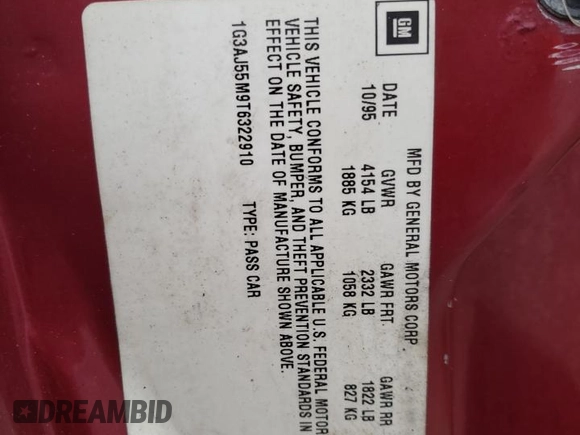 GM
MFD BY GENERAL MOTORS CORP
DATE GVWR GAWR FRT. GAWR RR
10/95 4154 LB 2332 LB 1822 LB
1885 KG 1058 KG 827 KG
THIS VEHICLE CONFORMS TO ALL APPLICABLE U.S. FEDERAL MOTOR
VEHICLE SAFETY, BUMPER, AND THEFT PREVENTION STANDARDS IN
EFFECT ON THE DATE OF MANUFACTURE SHOWN ABOVE.
1G3AJ55M9T6322910 TYPE: PASS CAR
DREAMBID